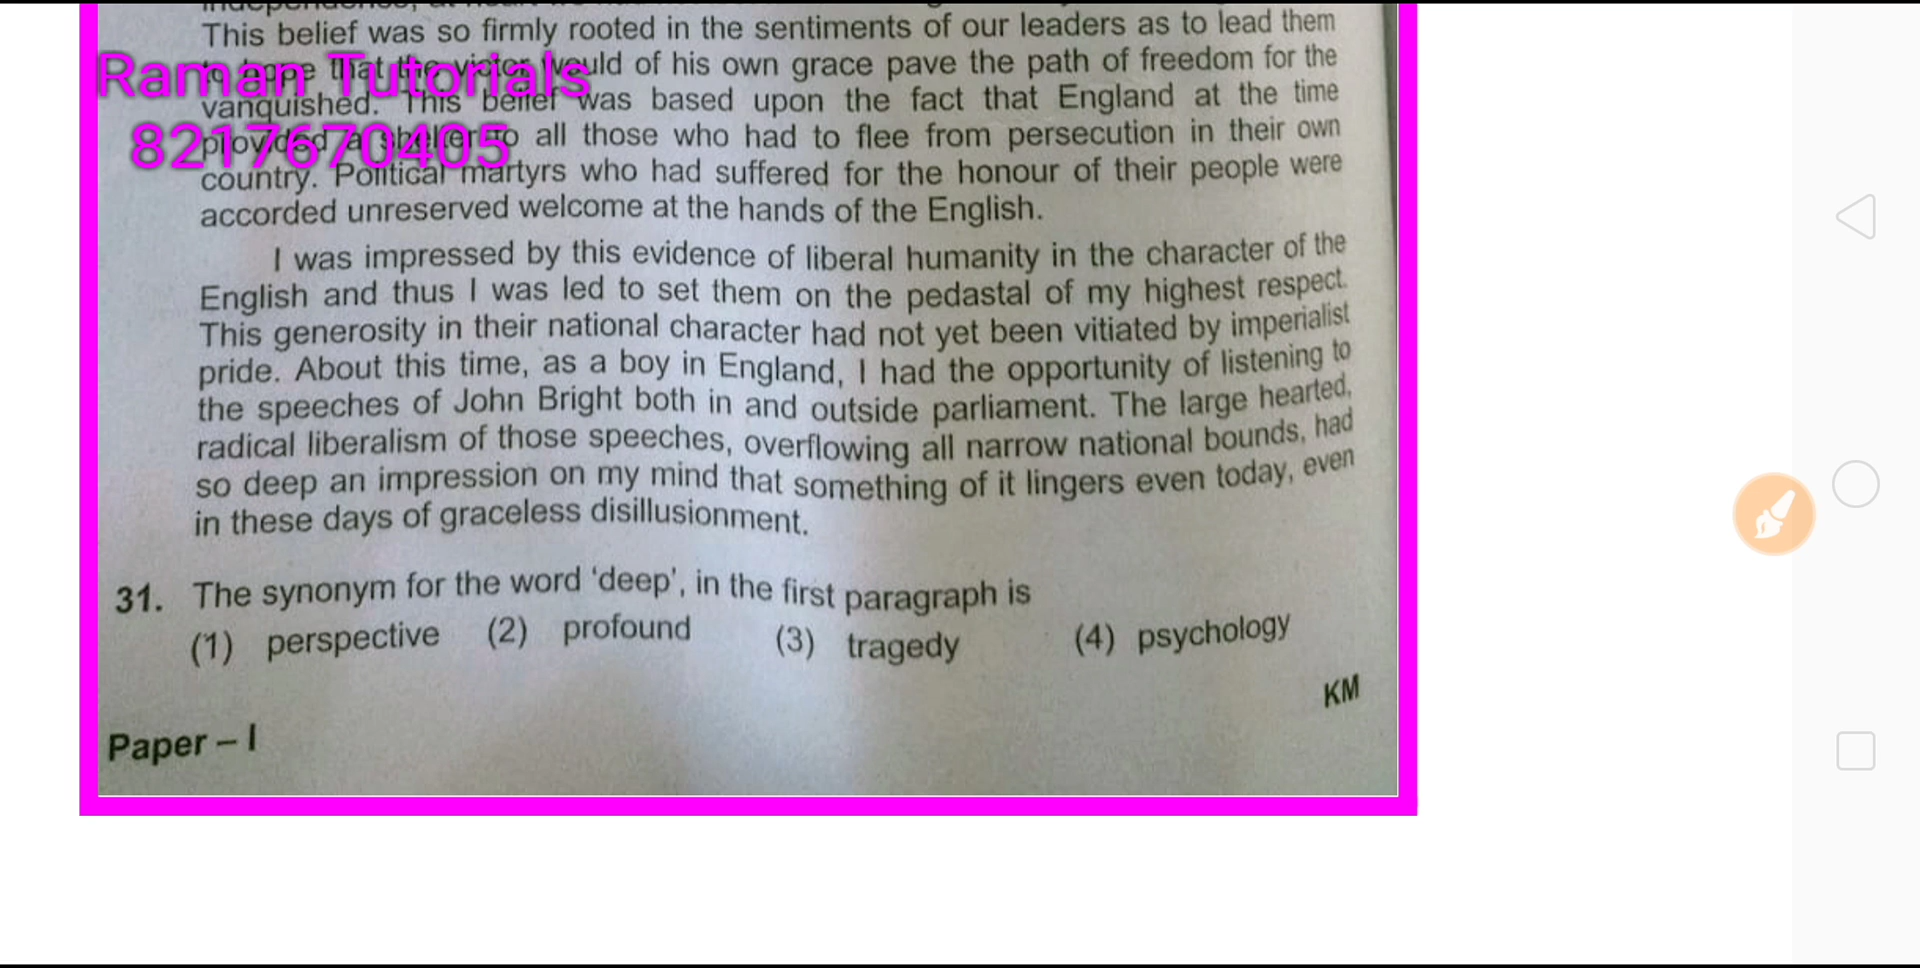 This belief was so firmly rooted in the sentiments of our leaders as to lead them
to hope that the victor would of his own grace pave the path of freedom for the
Raman Tutorials
vanquished. This belief was based upon the fact that England at the time
provided a shelter to all those who had to flee from persecution in their own
8217670405
country. Political martyrs who had suffered for the honour of their people were
accorded unreserved welcome at the hands of the English.
I was impressed by this evidence of liberal humanity in the character of the
English and thus I was led to set them on the pedastal of my highest respect.
This generosity in their national character had not yet been vitiated by imperialist
pride. About this time, as a boy in England, I had the opportunity of listening to
the speeches of John Bright both in and outside parliament. The large hearted,
radical liberalism of those speeches, overflowing all narrow national bounds, had
so deep an impression on my mind that something of it lingers even today, even
in these days of graceless disillusionment.
31. The synonym for the word ‘deep’, in the first paragraph is
(1) perspective (2) profound (3) tragedy (4) psychology
KM
Paper – I